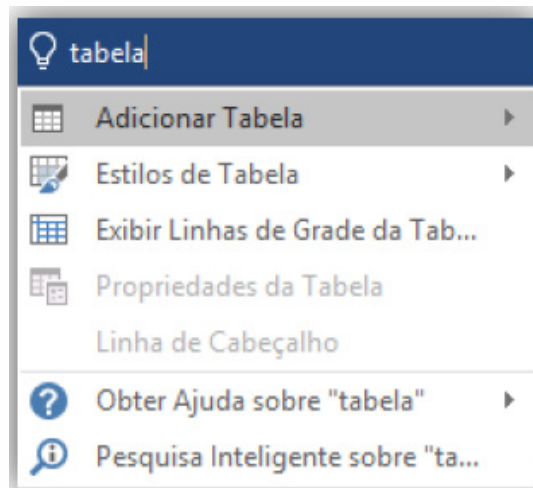 tabela
Adicionar Tabela
Estilos de Tabela
Exibir Linhas de Grade da Tab...
Propriedades da Tabela
Linha de Cabeçalho
Obter Ajuda sobre "tabela"
Pesquisa Inteligente sobre "ta...